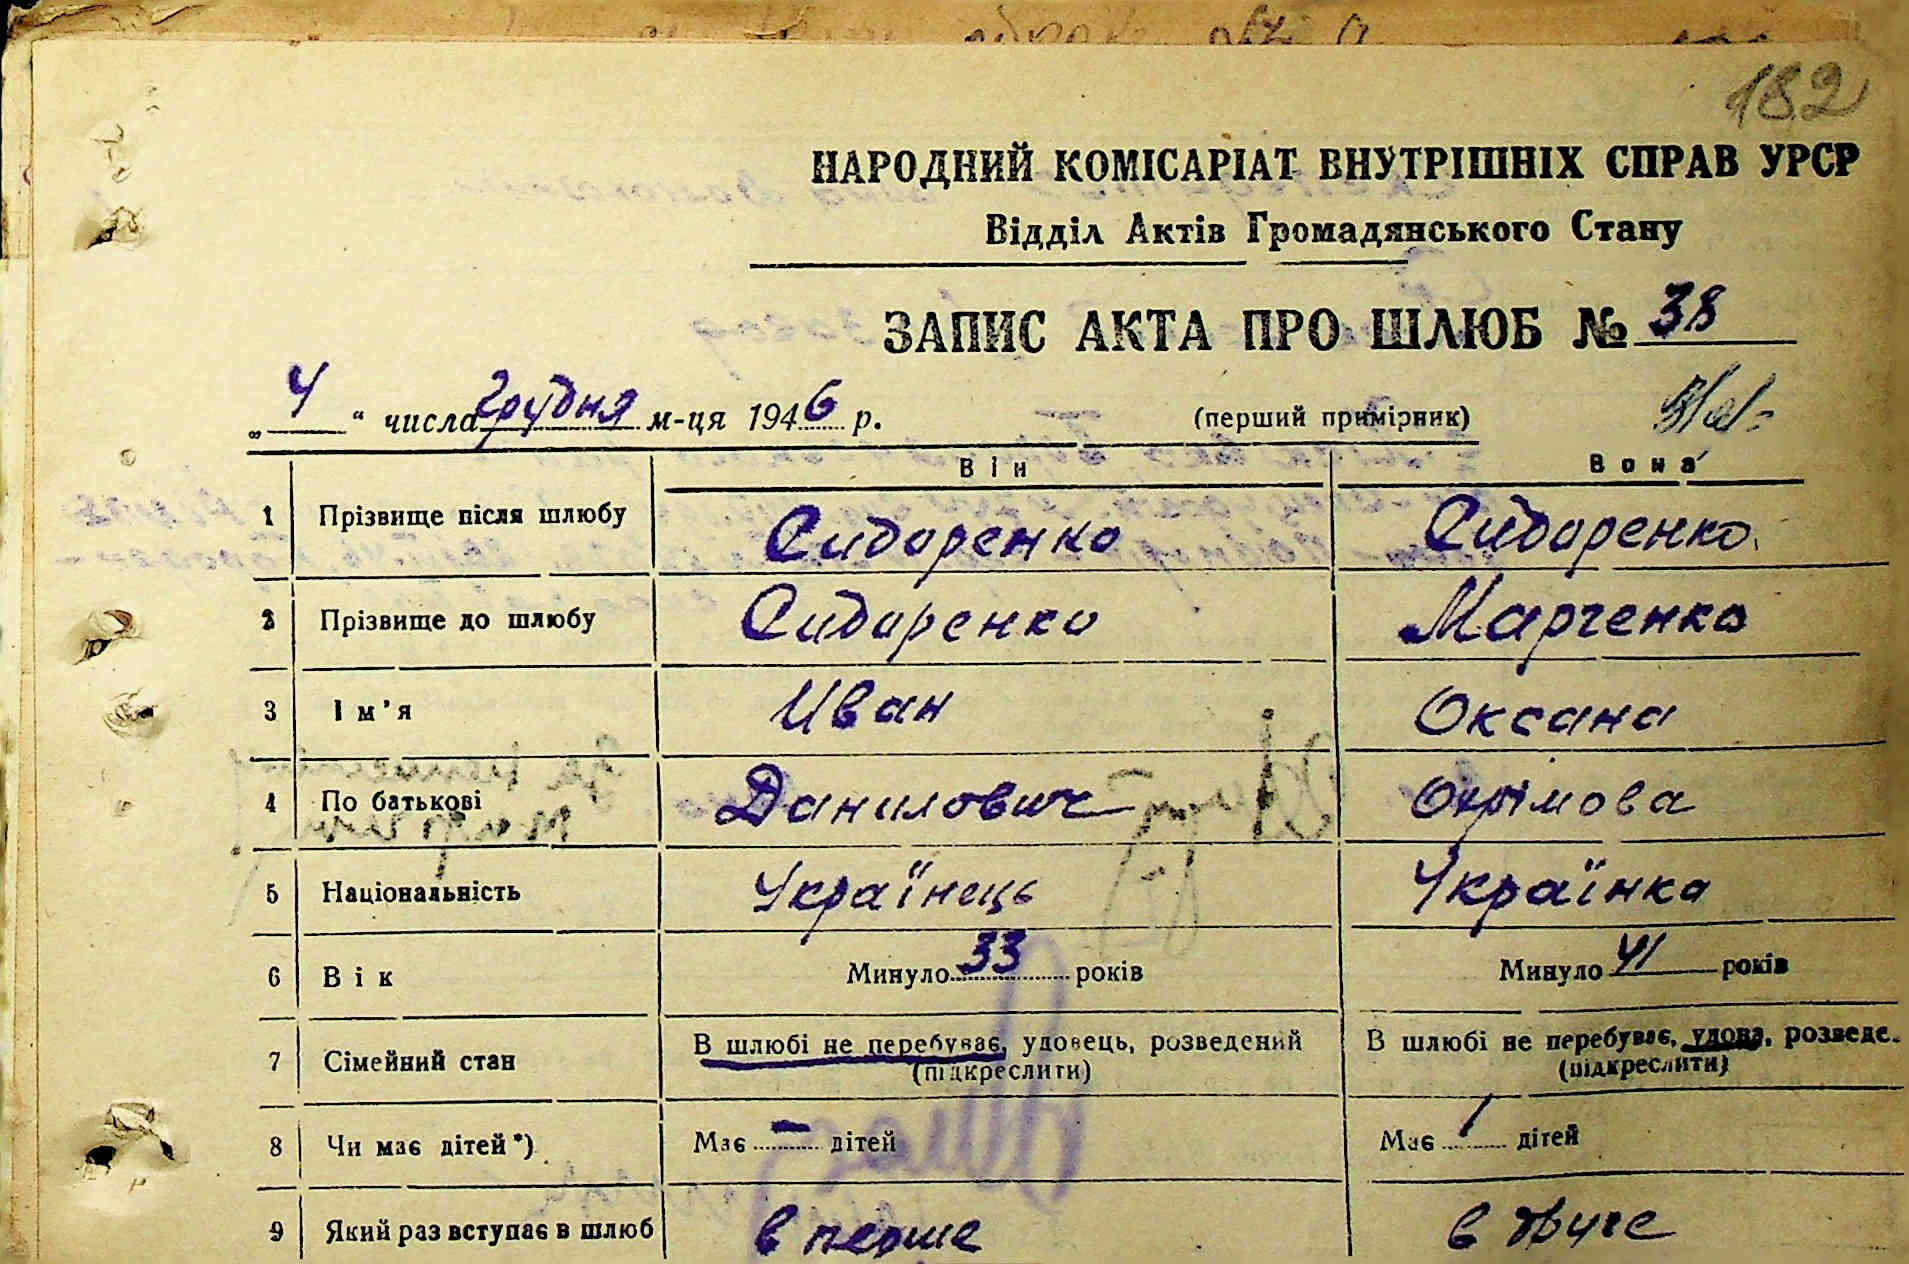 182
НАРОДНИЙ КОМІСАРІАТ ВНУТРІШНІХ СПРАВ УРСР
Відділ Актів Громадянського Стану
ЗАПИС АКТА ПРО ШЛЮБ № 38
„ 4 “ числа грудня м-ця 1946 р. (перший примірник)
Він Вона
1 Прізвище після шлюбу Сидоренко Сидоренко
2 Прізвище до шлюбу Сидоренко Марченко
3 Ім'я Иван Оксана
4 По батькові Данилович Охрімова
5 Національність Українець Українка
6 Вік Минуло 33 років Минуло 41 років
7 Сімейний стан В шлюбі не перебуває, удовець, розведений В шлюбі не перебуває, удова, розведе.
(підкреслити) (підкреслити)
8 Чи має дітей*) Має — дітей Має 1 дітей
9 Який раз вступає в шлюб в перше в друге